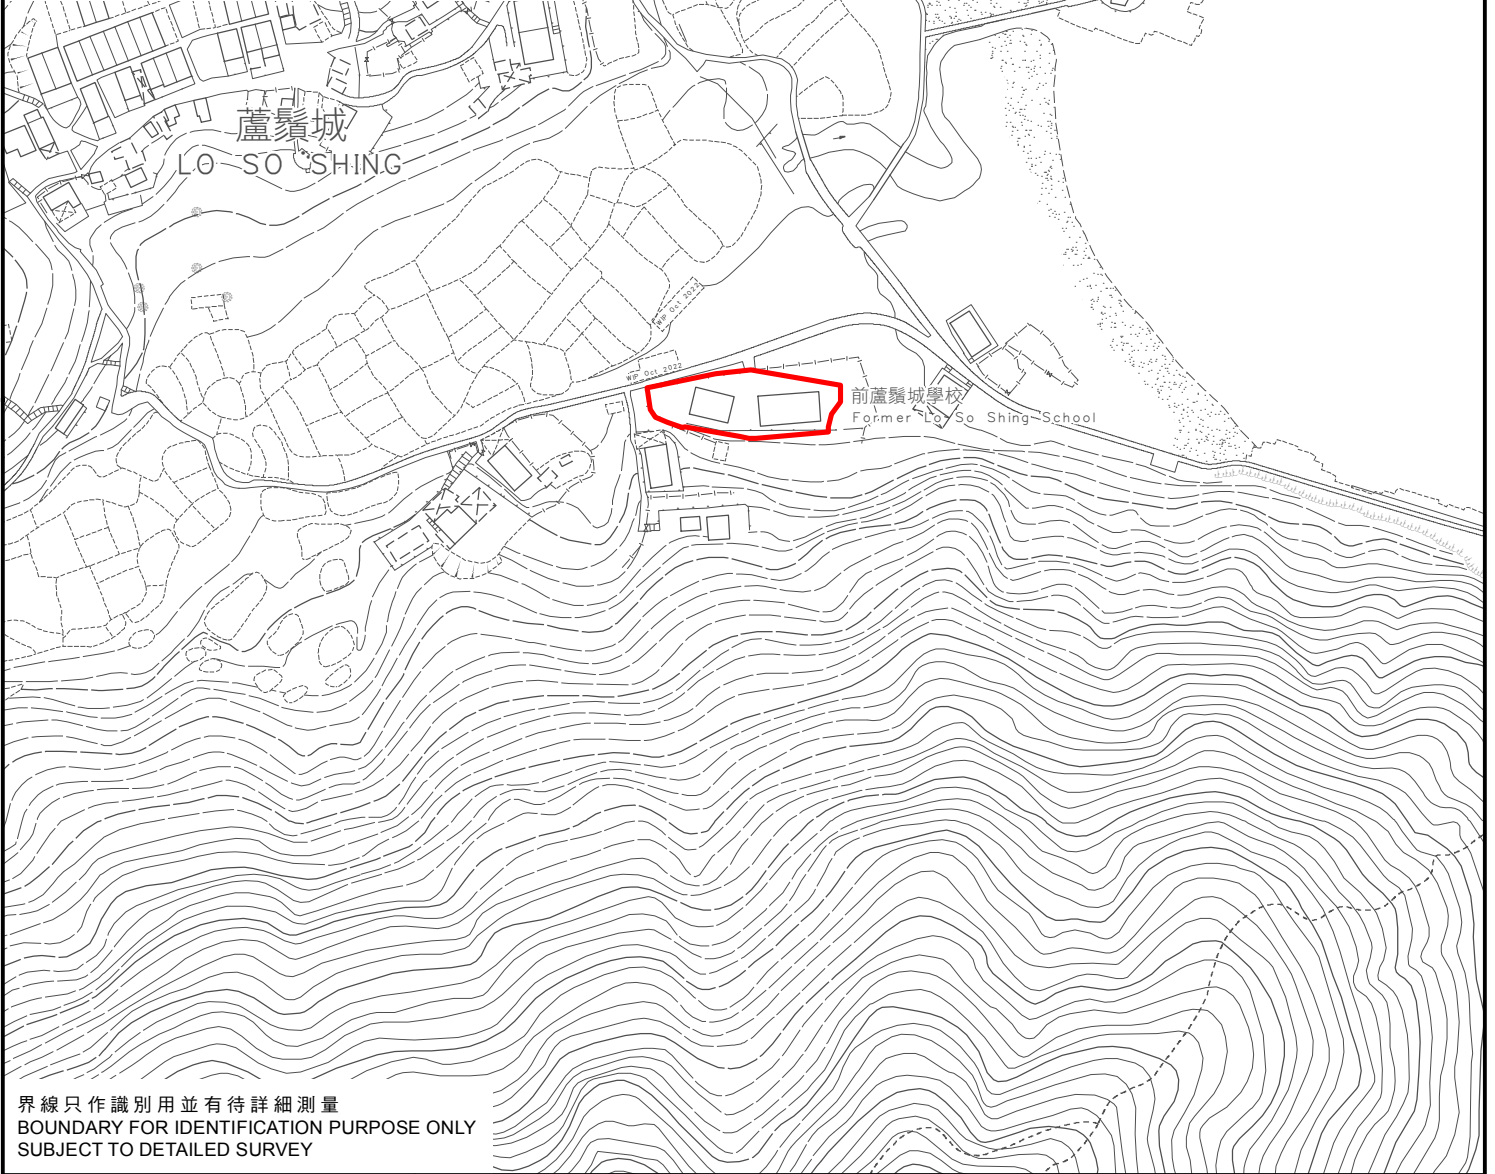 蘆鬚城
LO SO SHING
WIP Oct 2022
WIP Oct 2022
前蘆鬚城學校
Former Lo So Shing School
界線只作識別用並有待詳細測量
BOUNDARY FOR IDENTIFICATION PURPOSE ONLY
SUBJECT TO DETAILED SURVEY